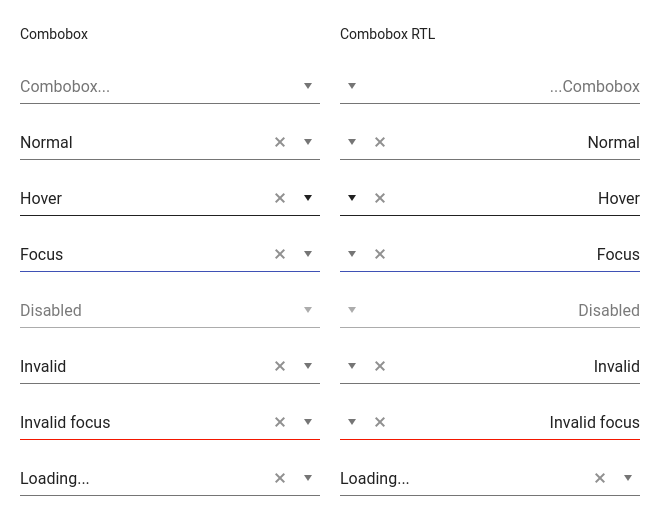 Combobox Combobox RTL
Combobox... ...Combobox
Normal Normal
Hover Hover
Focus Focus
Disabled Disabled
Invalid Invalid
Invalid focus Invalid focus
Loading... Loading...